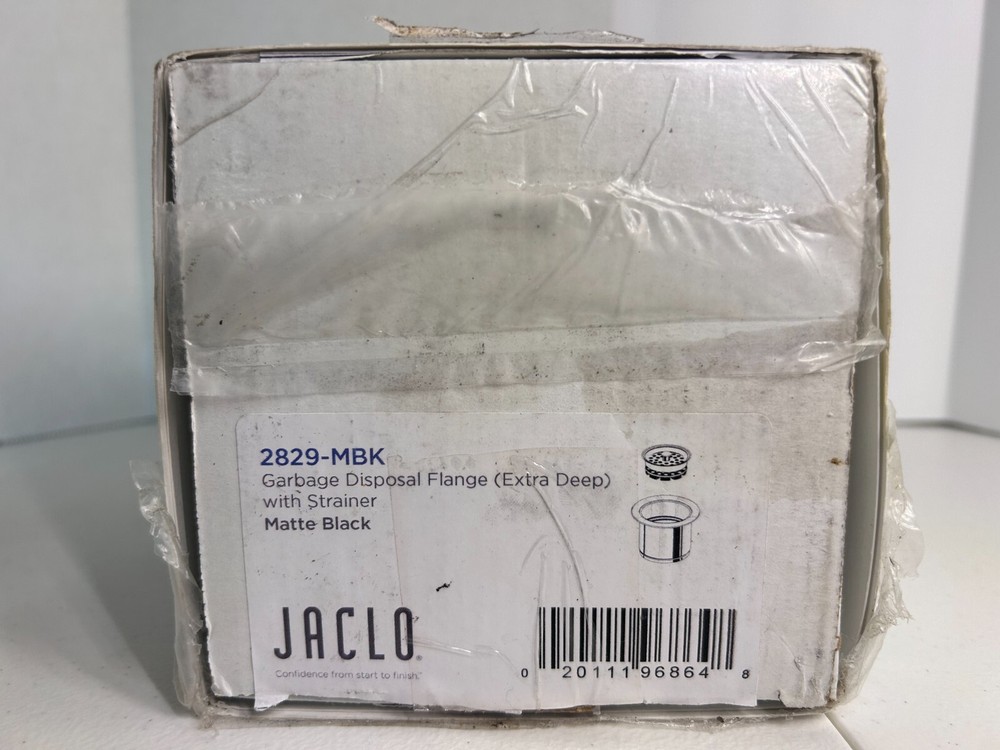 2829-MBK
Garbage Disposal Flange (Extra Deep)
with Strainer
Matte Black
JACLO®
Confidence from start to finish™
0 20111 96864 8